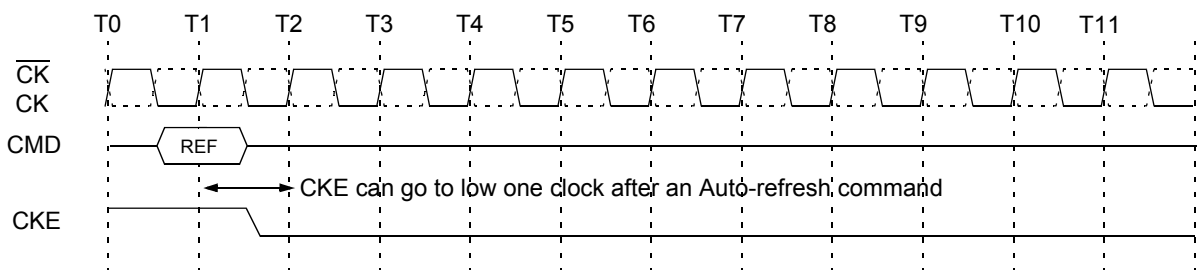 T0 T1 T2 T3 T4 T5 T6 T7 T8 T9 T10 T11
CK
CK
CMD REF
CKE can go to low one clock after an Auto-refresh command
CKE